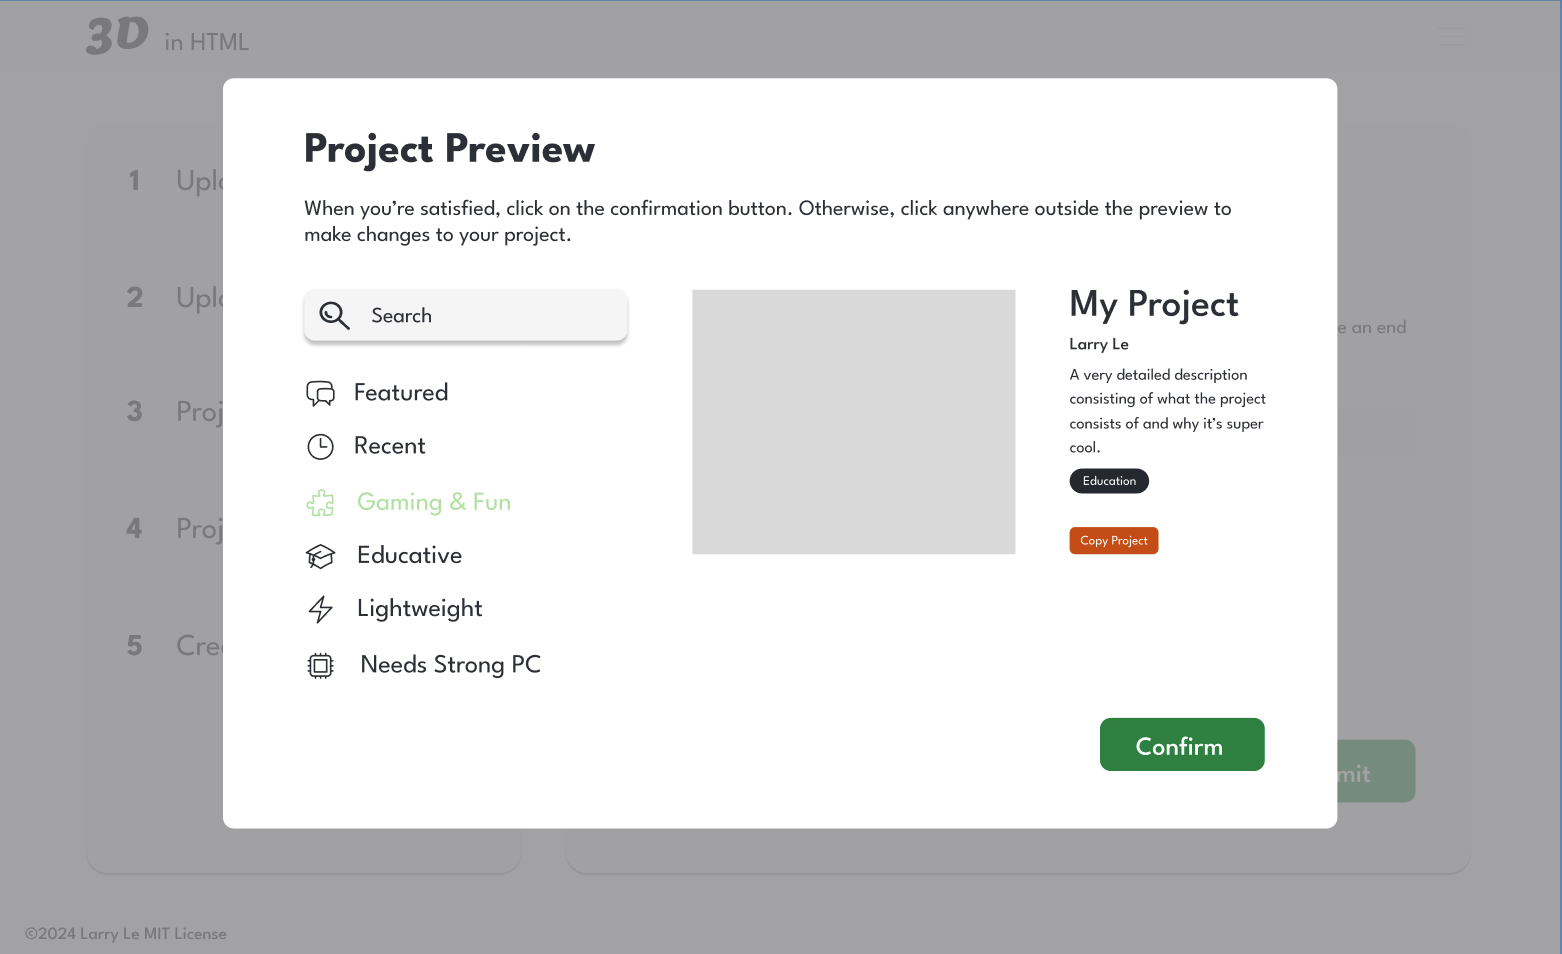 3D in HTML
Project Preview
When you’re satisfied, click on the confirmation button. Otherwise, click anywhere outside the preview to
make changes to your project.
Search
Featured
Recent
Gaming & Fun
Educative
Lightweight
Needs Strong PC
My Project
Larry Le
A very detailed description
consisting of what the project
consists of and why it’s super
cool.
Education
Copy Project
Confirm
1 Uplo
2 Uplo
3 Proj
4 Proj
5 Cre
e an end
mit
©2024 Larry Le MIT License